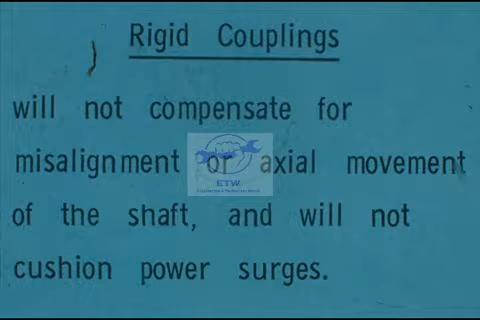 Rigid Couplings
will not compensate for
misalignment or axial movement
of the shaft, and will not
cushion power surges.
ETW